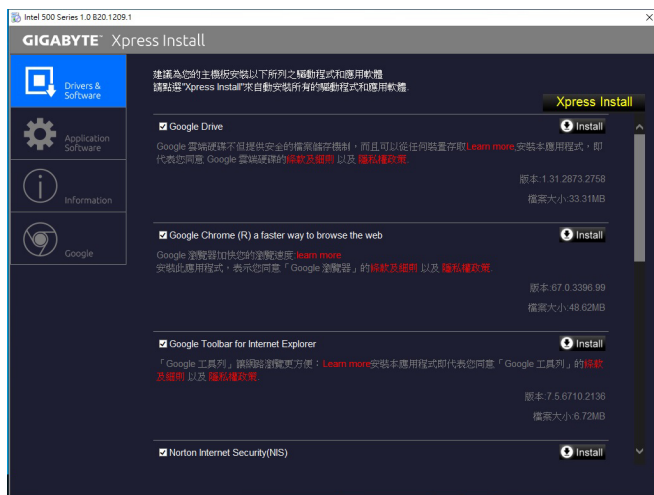 Intel 500 Series 1.0 B20.1209.1
GIGABYTE™ Xpress Install
Drivers &
Software
Application
Software
Information
Google
建議為您的主機板安裝以下所列之驅動程式和應用軟體
請點選"Xpress Install"來自動安裝所有的驅動程式和應用軟體.
Xpress Install
Google Drive
Install
Google 雲端硬碟不但提供安全的檔案儲存機制，而且可以從任何裝置存取Learn more,安裝本應用程式，即
代表您同意 Google 雲端硬碟的條款及細則 以及 隱私權政策.
版本:1.31.2873.2758
檔案大小:33.31MB
Google Chrome (R) a faster way to browse the web
Install
Google 瀏覽器加快您的瀏覽速度:learn more
安裝此應用程式，表示您同意「Google 瀏覽器」的條款及細則 以及 隱私權政策.
版本:67.0.3396.99
檔案大小:48.62MB
Google Toolbar for Internet Explorer
Install
「Google 工具列」讓網路瀏覽更方便：Learn more安裝本應用程式即代表您同意「Google 工具列」的條款
及細則 以及 隱私權政策.
版本:7.5.6710.2136
檔案大小:6.72MB
Norton Internet Security(NIS)
Install